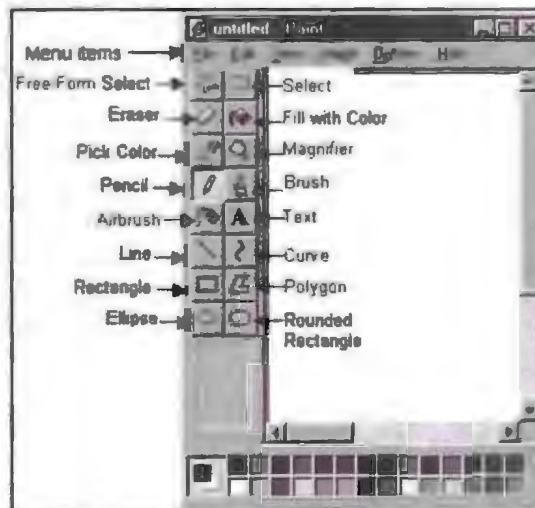 untitled - Paint
Menu items
Free Form Select
Select
Eraser
Fill with Color
Pick Color
Magnifier
Pencil
Brush
Airbrush
A
Text
Line
Curve
Rectangle
Polygon
Ellipse
Rounded
Rectangle